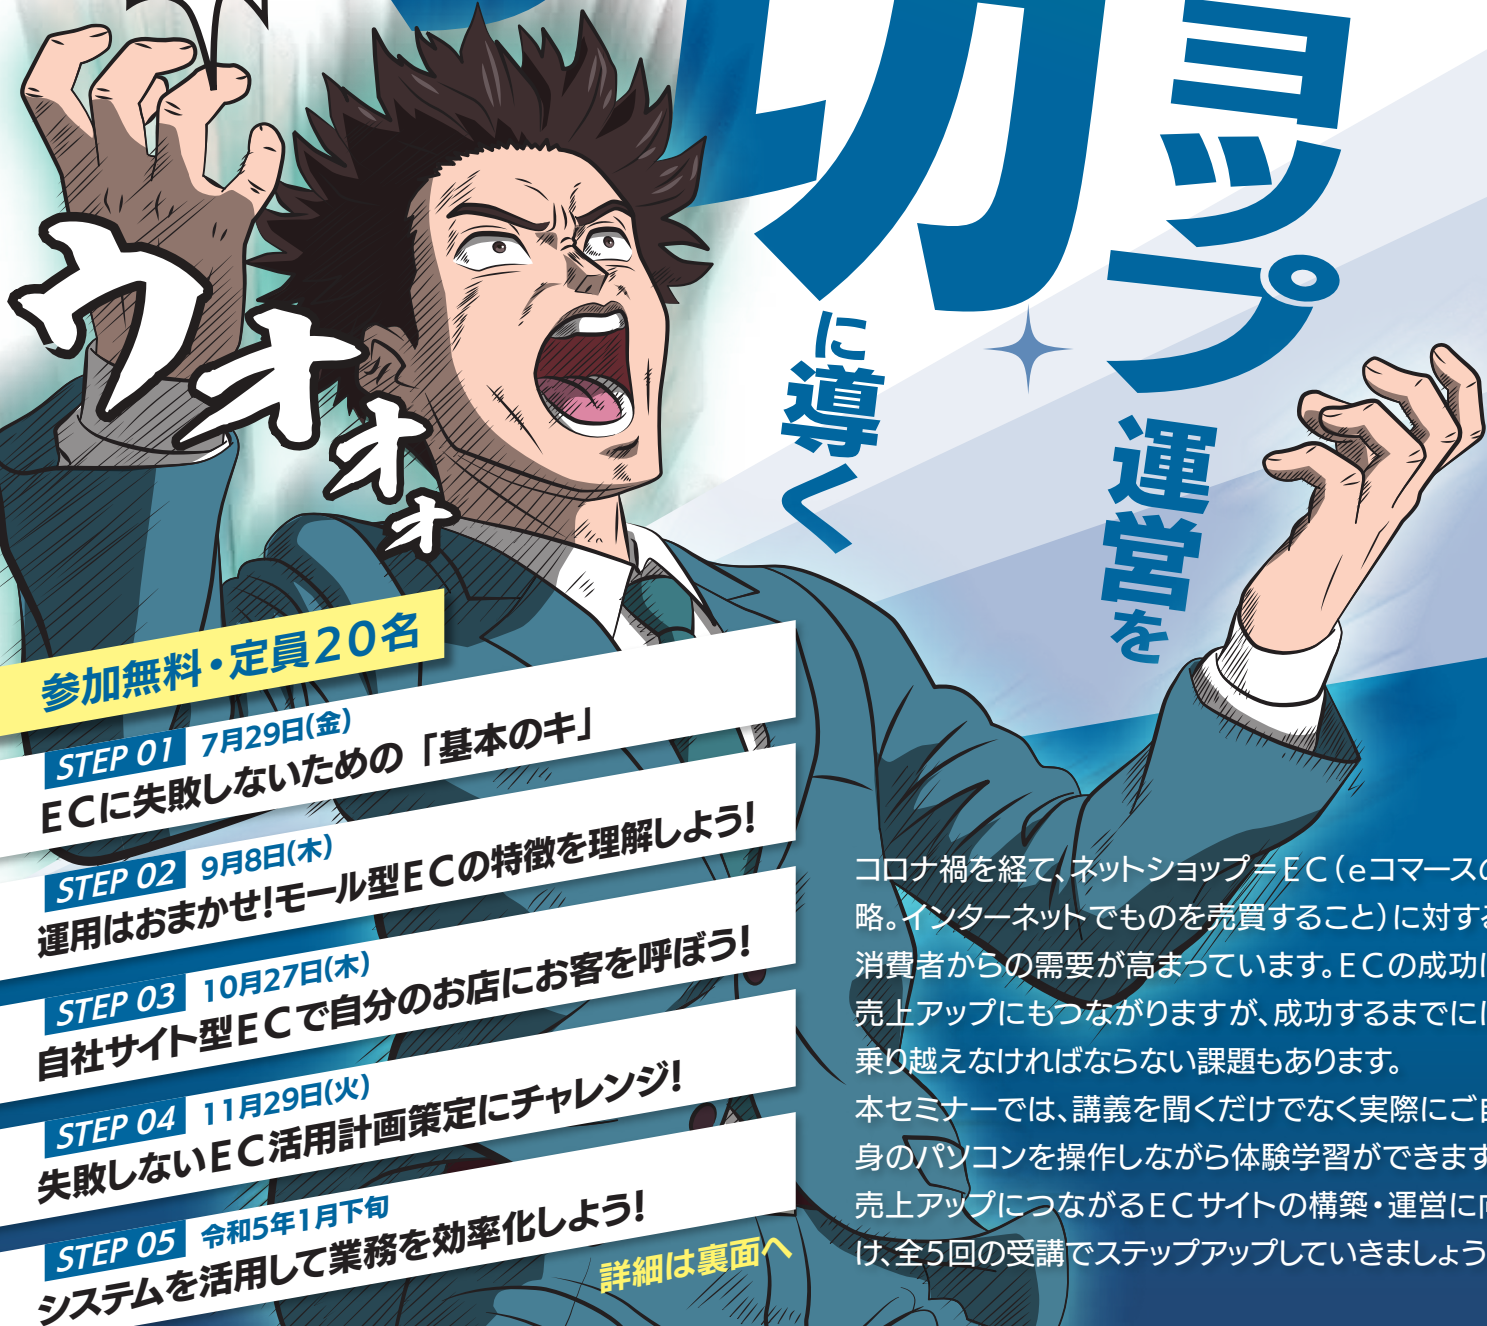 ョップ運営を
功に導く
ウオオォ
参加無料・定員20名
STEP 01 7月29日(金)
ECに失敗しないための「基本のキ」
STEP 02 9月8日(木)
運用はおまかせ!モール型ECの特徴を理解しよう!
STEP 03 10月27日(木)
自社サイト型ECで自分のお店にお客を呼ぼう!
STEP 04 11月29日(火)
失敗しないEC活用計画策定にチャレンジ!
STEP 05 令和5年1月下旬
システムを活用して業務を効率化しよう!
詳細は裏面へ
コロナ禍を経て、ネットショップ=EC(eコマースの
略。インターネットでものを売買すること)に対する
消費者からの需要が高まっています。ECの成功は
売上アップにもつながりますが、成功するまでには
乗り越えなければならない課題もあります。
本セミナーでは、講義を聞くだけでなく実際にご自
身のパソコンを操作しながら体験学習ができます
売上アップにつながるECサイトの構築・運営に向
け、全5回の受講でステップアップしていきましょう